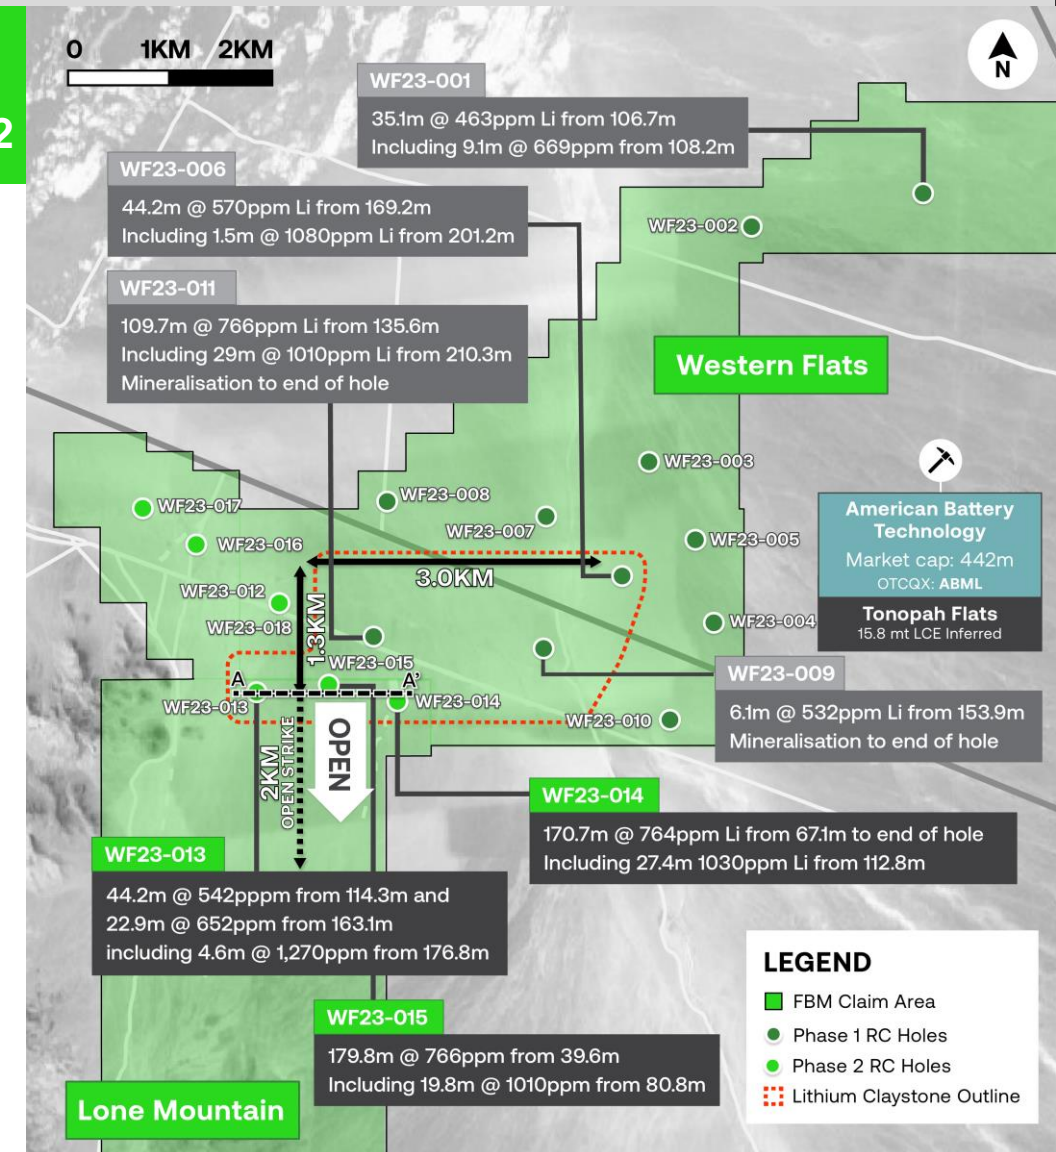 2
0 1KM 2KM
N
WF23-001
35.1m @ 463ppm Li from 106.7m
Including 9.1m @ 669ppm from 108.2m
WF23-006
44.2m @ 570ppm Li from 169.2m
Including 1.5m @ 1080ppm Li from 201.2m
WF23-002
WF23-011
109.7m @ 766ppm Li from 135.6m
Including 29m @ 1010ppm Li from 210.3m
Mineralisation to end of hole
Western Flats
WF23-003
WF23-008
WF23-017
WF23-007
WF23-016
WF23-005
American Battery
Technology
Market cap: 442m
OTCQX: ABML
Tonopah Flats
15.8 mt LCE Inferred
3.0KM
WF23-012
WF23-018
1.3KM
WF23-004
WF23-015
A
A'
WF23-013
WF23-014
WF23-010
WF23-009
6.1m @ 532ppm Li from 153.9m
Mineralisation to end of hole
OPEN
2KM
OPEN STRIKE
WF23-014
170.7m @ 764ppm Li from 67.1m to end of hole
Including 27.4m 1030ppm Li from 112.8m
WF23-013
44.2m @ 542pppm from 114.3m and
22.9m @ 652ppm from 163.1m
including 4.6m @ 1,270ppm from 176.8m
WF23-015
179.8m @ 766ppm from 39.6m
Including 19.8m @ 1010ppm from 80.8m
Lone Mountain
LEGEND
FBM Claim Area
Phase 1 RC Holes
Phase 2 RC Holes
Lithium Claystone Outline